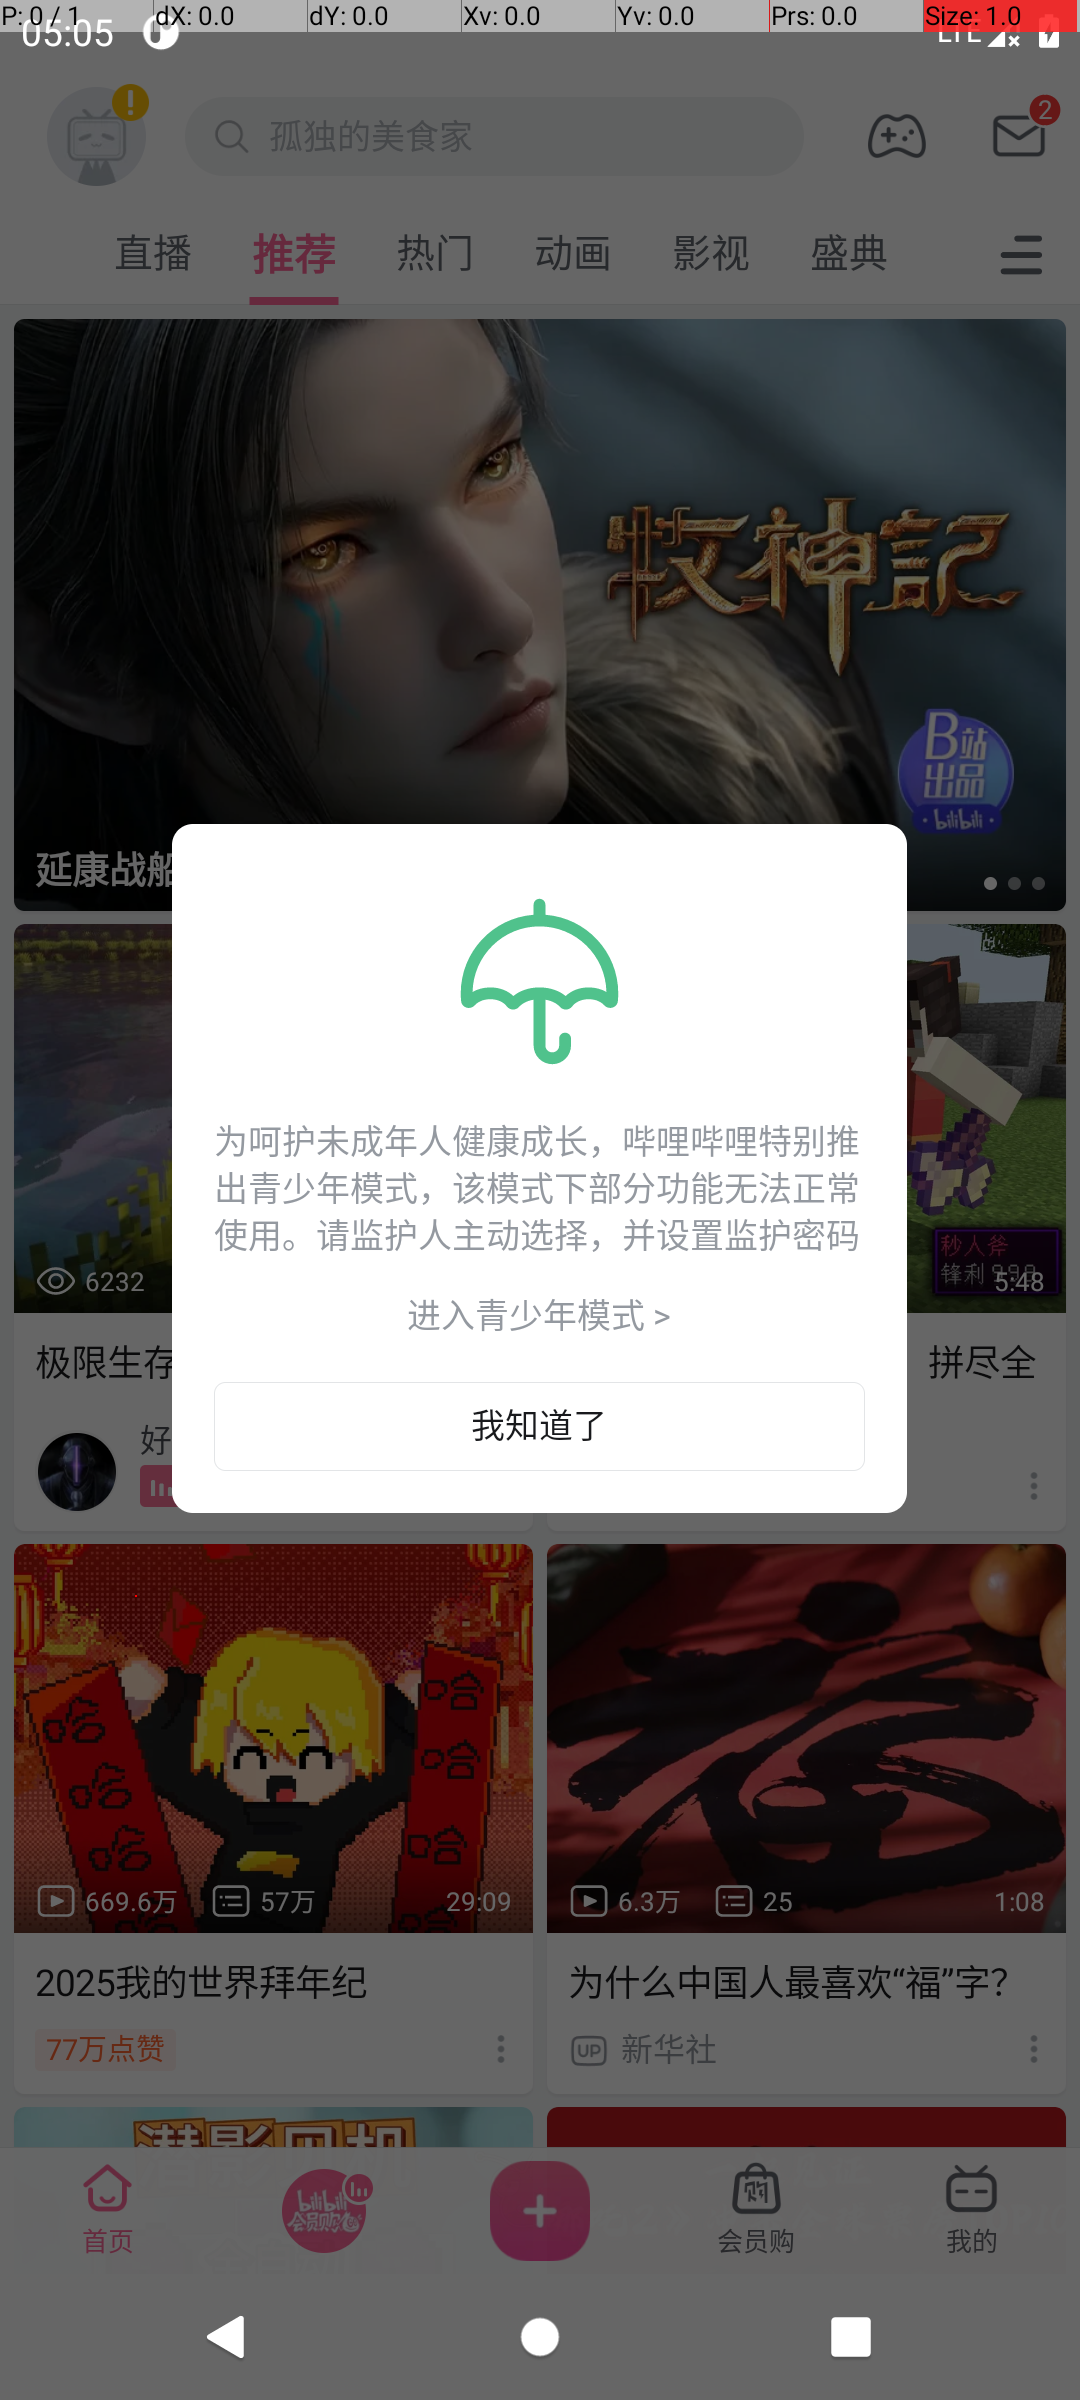 P: 0 / 1 dX: 0.0 dY: 0.0 Xv: 0.0 Yv: 0.0 Prs: 0.0 Size: 1.0
05:05 LTE
孤独的美食家 2
直播 推荐 热门 动画 影视 盛典
牧神記
B站
出品
bilibili
延康战船
为呵护未成年人健康成长，哔哩哔哩特别推
出青少年模式，该模式下部分功能无法正常
使用。请监护人主动选择，并设置监护密码
进入青少年模式 >
我知道了
秒人斧
锋利 999
6232 5:48
极限生存 拼尽全
好
669.6万 57万 29:09
6.3万 25 1:08
2025我的世界拜年纪
为什么中国人最喜欢“福”字？
77万点赞
UP 新华社
bilibili
会员购
首页 会员购 我的